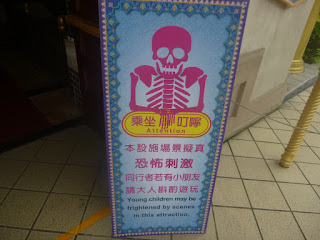 乘坐 叮嚀
Attention
本設施場景擬真
恐怖刺激
同行者若有小朋友
請大人斟酌遊玩
Young children may be
frightened by scenes
in this attraction.